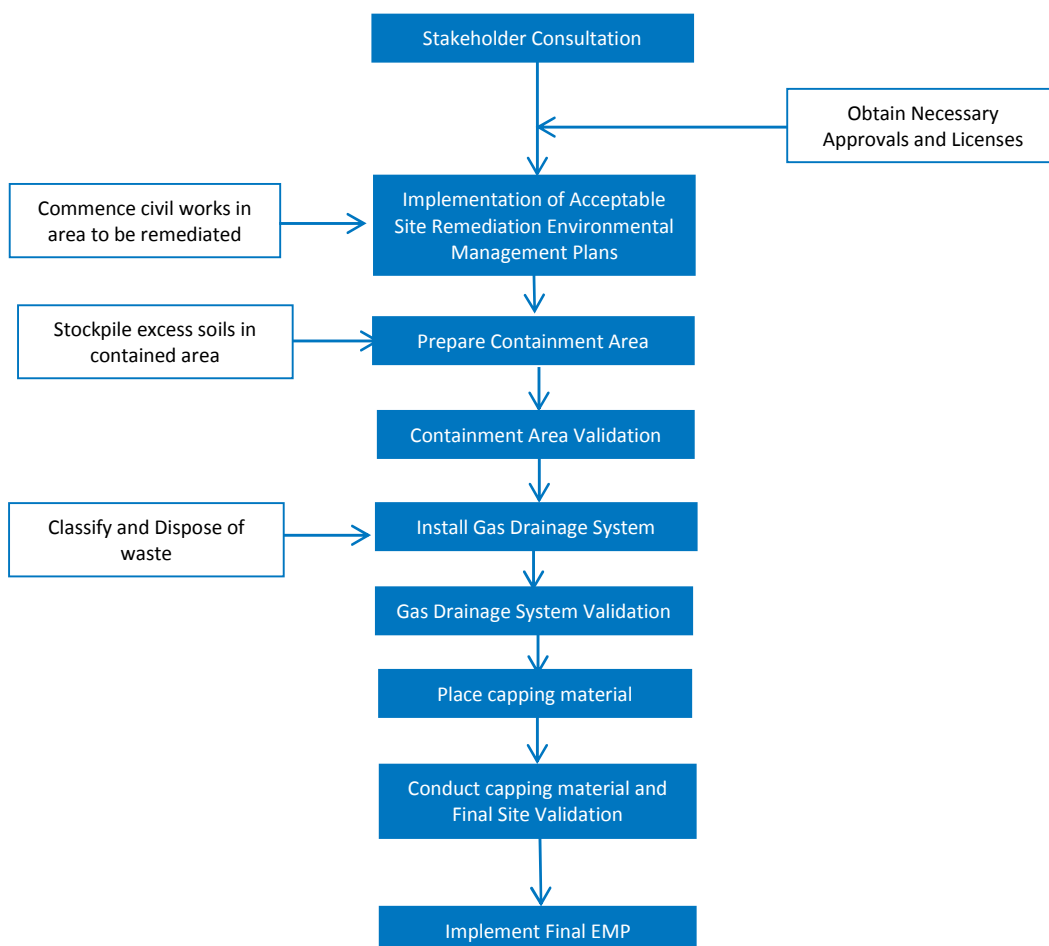 Stakeholder Consultation
Obtain Necessary
Approvals and Licenses
Commence civil works in
area to be remediated
Implementation of Acceptable
Site Remediation Environmental
Management Plans
Stockpile excess soils in
contained area
Prepare Containment Area
Containment Area Validation
Classify and Dispose of
waste
Install Gas Drainage System
Gas Drainage System Validation
Place capping material
Conduct capping material and
Final Site Validation
Implement Final EMP